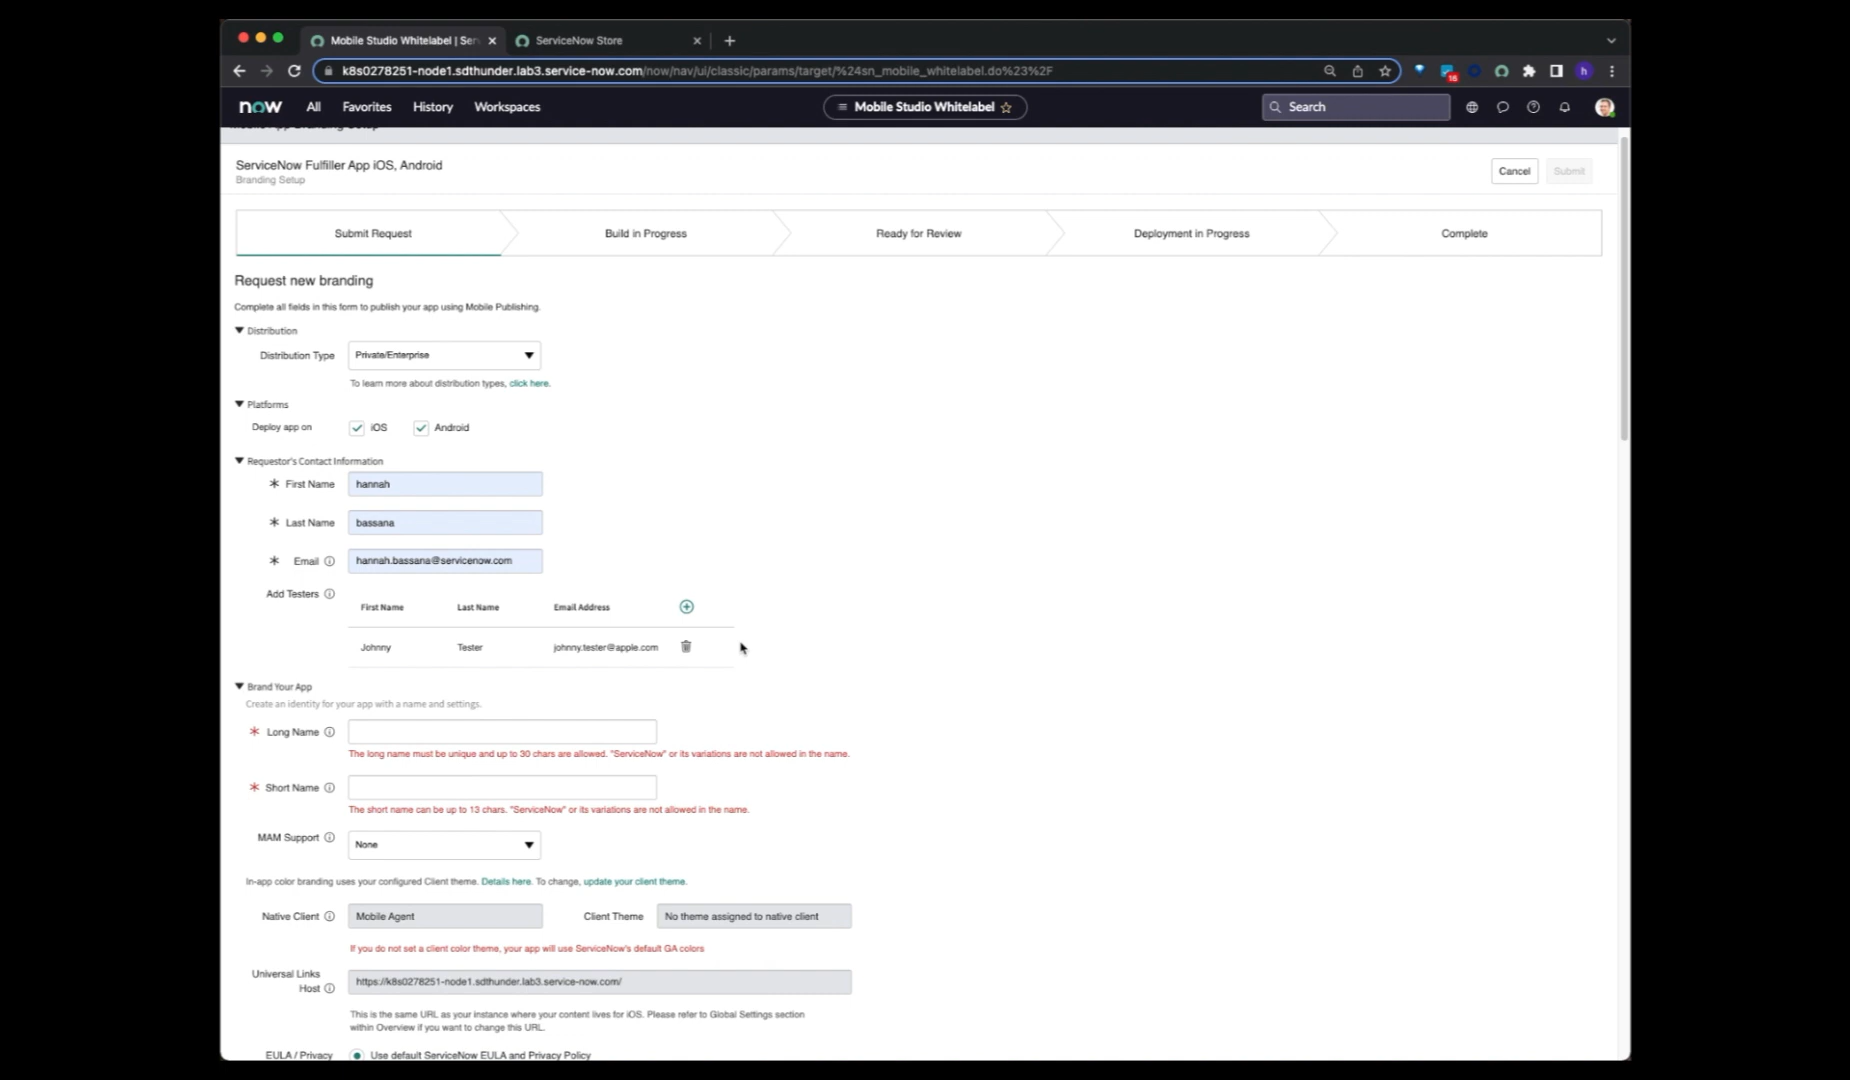 Mobile Studio Whitelabel | Ser
ServiceNow Store
k8s0278251-node1.sdthunder.lab3.service-now.com/now/nav/ui/classic/params/target/%24sn_mobile_whitelabel.do%23%2F
16
h
now
All
Favorites
History
Workspaces
Mobile Studio Whitelabel
Search
Mobile App Branding Setup
ServiceNow Fulfiller App iOS, Android
Branding Setup
Cancel
Submit
Submit Request
Build in Progress
Ready for Review
Deployment in Progress
Complete
Request new branding
Complete all fields in this form to publish your app using Mobile Publishing.
Distribution
Distribution Type
Private/Enterprise
To learn more about distribution types, click here.
Platforms
Deploy app on
iOS
Android
Requestor's Contact Information
* First Name
hannah
* Last Name
bassana
* Email
hannah.bassana@servicenow.com
Add Testers
First Name
Last Name
Email Address
Johnny
Tester
johnny.tester@apple.com
Brand Your App
Create an identity for your app with a name and settings.
* Long Name
The long name must be unique and up to 30 chars are allowed. "ServiceNow" or its variations are not allowed in the name.
* Short Name
The short name can be up to 13 chars. "ServiceNow" or its variations are not allowed in the name.
MAM Support
None
In-app color branding uses your configured Client theme. Details here. To change, update your client theme.
Native Client
Mobile Agent
Client Theme
No theme assigned to native client
If you do not set a client color theme, your app will use ServiceNow's default GA colors
Universal Links
Host
https://k8s0278251-node1.sdthunder.lab3.service-now.com/
This is the same URL as your instance where your content lives for iOS. Please refer to Global Settings section
within Overview if you want to change this URL.
EULA / Privacy
Use default ServiceNow EULA and Privacy Policy